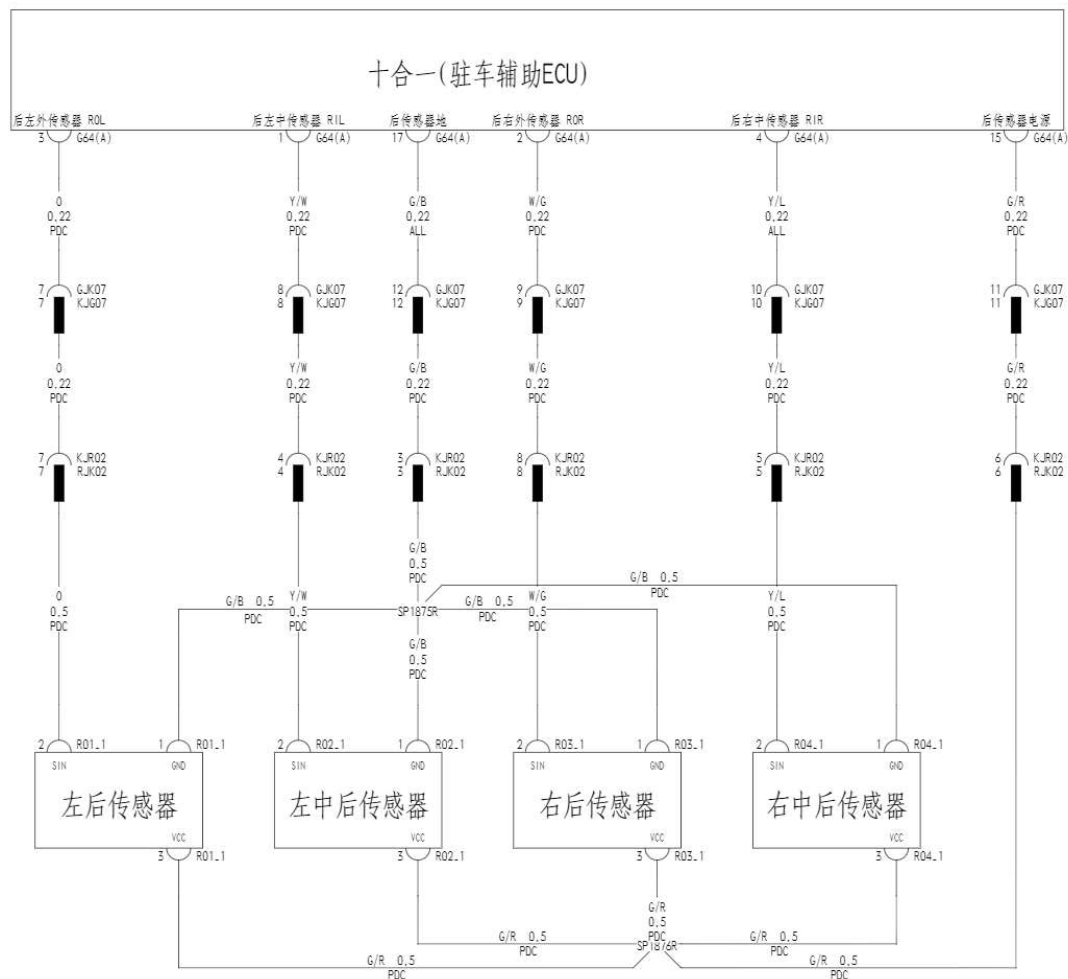 十合一(驻车辅助ECU)
后左外传感器 ROL
后左中传感器 RIL
后传感器地
后右外传感器 ROR
后右中传感器 RIR
后传感器电源
3 G64(A)
1 G64(A)
17 G64(A)
2 G64(A)
4 G64(A)
15 G64(A)
O
0.22
PDC
Y/W
0.22
PDC
G/B
0.22
ALL
W/G
0.22
PDC
Y/L
0.22
ALL
G/R
0.22
PDC
7 GJK07
7 KJG07
8 GJK07
8 KJG07
12 GJK07
12 KJG07
9 GJK07
9 KJG07
10 GJK07
10 KJG07
11 GJK07
11 KJG07
O
0.22
PDC
Y/W
0.22
PDC
G/B
0.22
PDC
W/G
0.22
PDC
Y/L
0.22
PDC
G/R
0.22
PDC
7 KJR02
7 RJK02
4 KJR02
4 RJK02
3 KJR02
3 RJK02
8 KJR02
8 RJK02
5 KJR02
5 RJK02
6 KJR02
6 RJK02
G/B
0.5
PDC
G/B 0.5
PDC
O
0.5
PDC
G/B 0.5
PDC
Y/W
0.5
PDC
SP1875R
G/B 0.5
PDC
W/G
0.5
PDC
Y/L
0.5
PDC
G/B
0.5
PDC
2 R01_1
1 R01_1
2 R02_1
1 R02_1
2 R03_1
1 R03_1
2 R04_1
1 R04_1
SIN
GND
SIN
GND
SIN
GND
SIN
GND
左后传感器
左中后传感器
右后传感器
右中后传感器
VCC
VCC
VCC
VCC
3 R01_1
3 R02_1
3 R03_1
3 R04_1
G/R
0.5
PDC
G/R 0.5
PDC
SP1876R
G/R 0.5
PDC
G/R 0.5
PDC
G/R 0.5
PDC